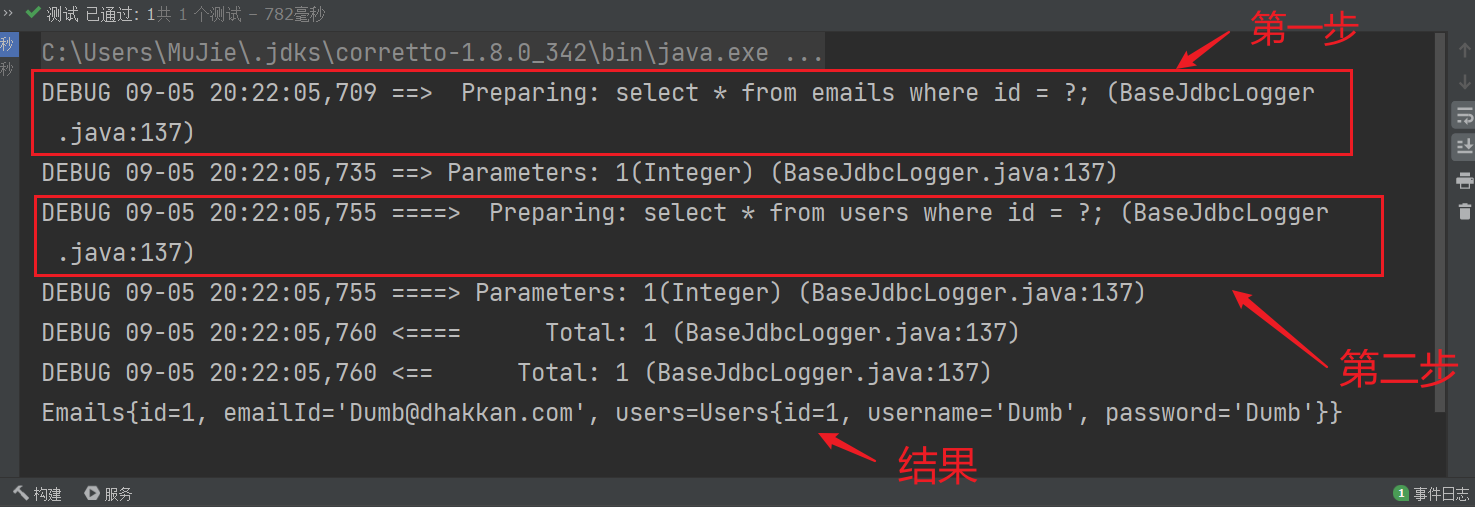 ›› 测试 已通过: 1共 1 个测试 – 782毫秒
第一步
秒 C:\Users\MuJie\.jdks\corretto-1.8.0_342\bin\java.exe ...
秒
DEBUG 09-05 20:22:05,709 ==>  Preparing: select * from emails where id = ?; (BaseJdbcLogger
.java:137)
DEBUG 09-05 20:22:05,735 ==> Parameters: 1(Integer) (BaseJdbcLogger.java:137)
DEBUG 09-05 20:22:05,755 ====>  Preparing: select * from users where id = ?; (BaseJdbcLogger
.java:137)
DEBUG 09-05 20:22:05,755 ====> Parameters: 1(Integer) (BaseJdbcLogger.java:137)
DEBUG 09-05 20:22:05,760 <====      Total: 1 (BaseJdbcLogger.java:137)
第二步
DEBUG 09-05 20:22:05,760 <==      Total: 1 (BaseJdbcLogger.java:137)
Emails{id=1, emailId='Dumb@dhakkan.com', users=Users{id=1, username='Dumb', password='Dumb'}}
结果
构建 服务 1 事件日志